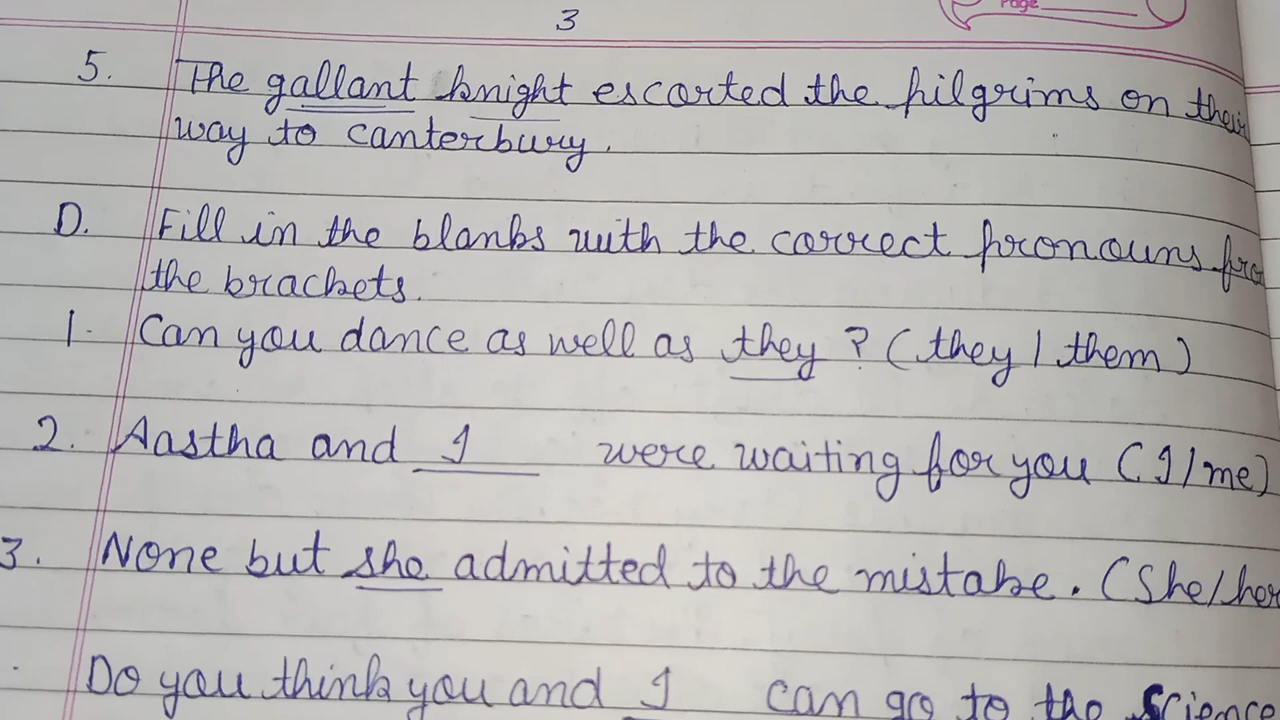 Page
3
5. The gallant knight escorted the pilgrims on their
way to canterbury.
D. Fill in the blanks with the correct pronouns fro
the brackets.
1. Can you dance as well as they ? (they / them)
2. Aastha and I were waiting for you (I/me)
3. None but she admitted to the mistake. (She/her
Do you think you and I can go to the Science